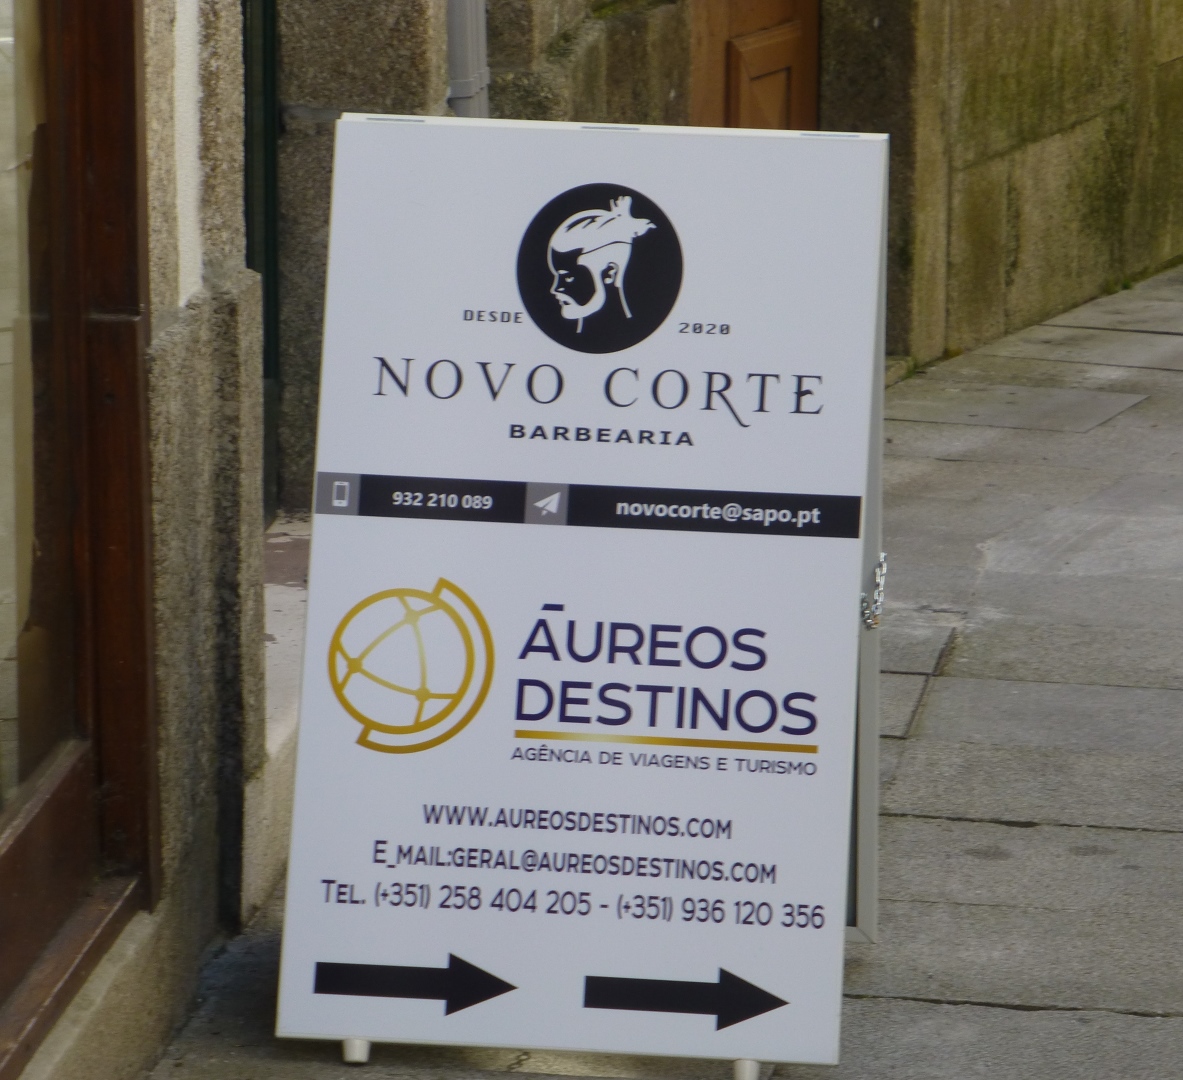 DESDE 2020
NOVO CORTE
BARBEARIA
932 210 089 novocorte@sapo.pt
ĀUREOS
DESTINOS
AGÊNCIA DE VIAGENS E TURISMO
WWW.AUREOSDESTINOS.COM
E_MAIL:GERAL@AUREOSDESTINOS.COM
TEL. (+351) 258 404 205 - (+351) 936 120 356